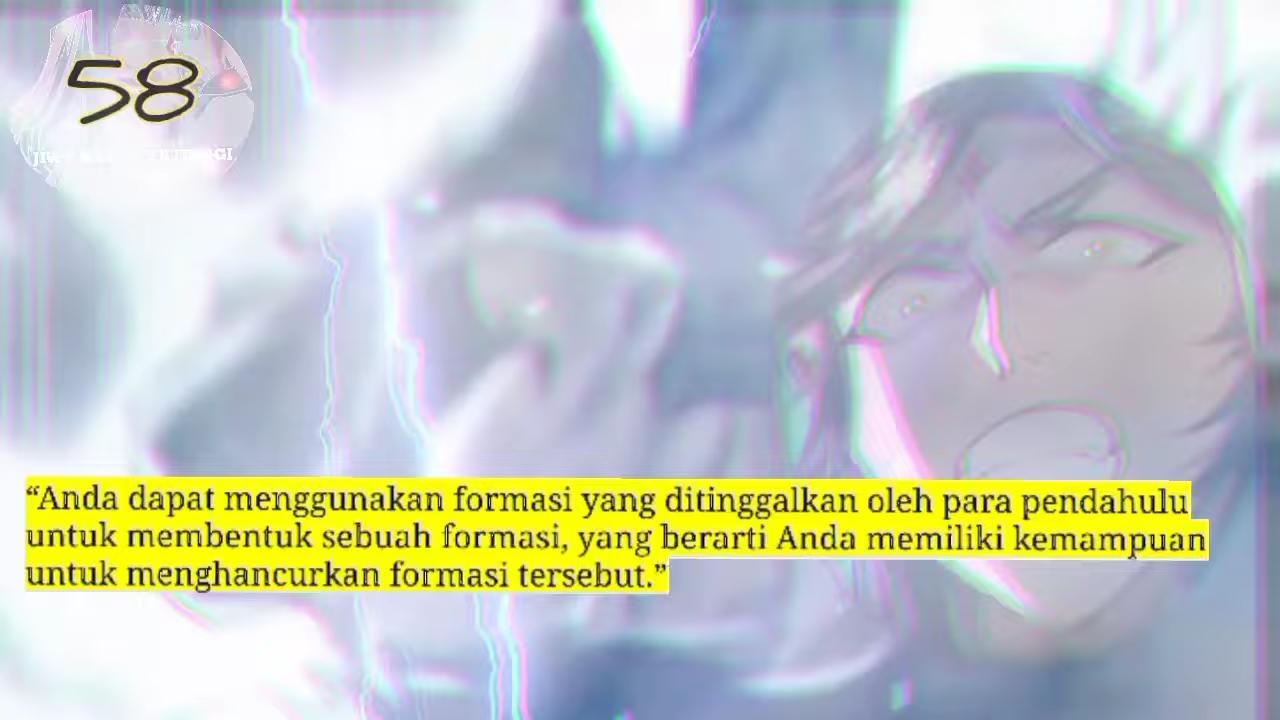 58
“Anda dapat menggunakan formasi yang ditinggalkan oleh para pendahulu
untuk membentuk sebuah formasi, yang berarti Anda memiliki kemampuan
untuk menghancurkan formasi tersebut.”